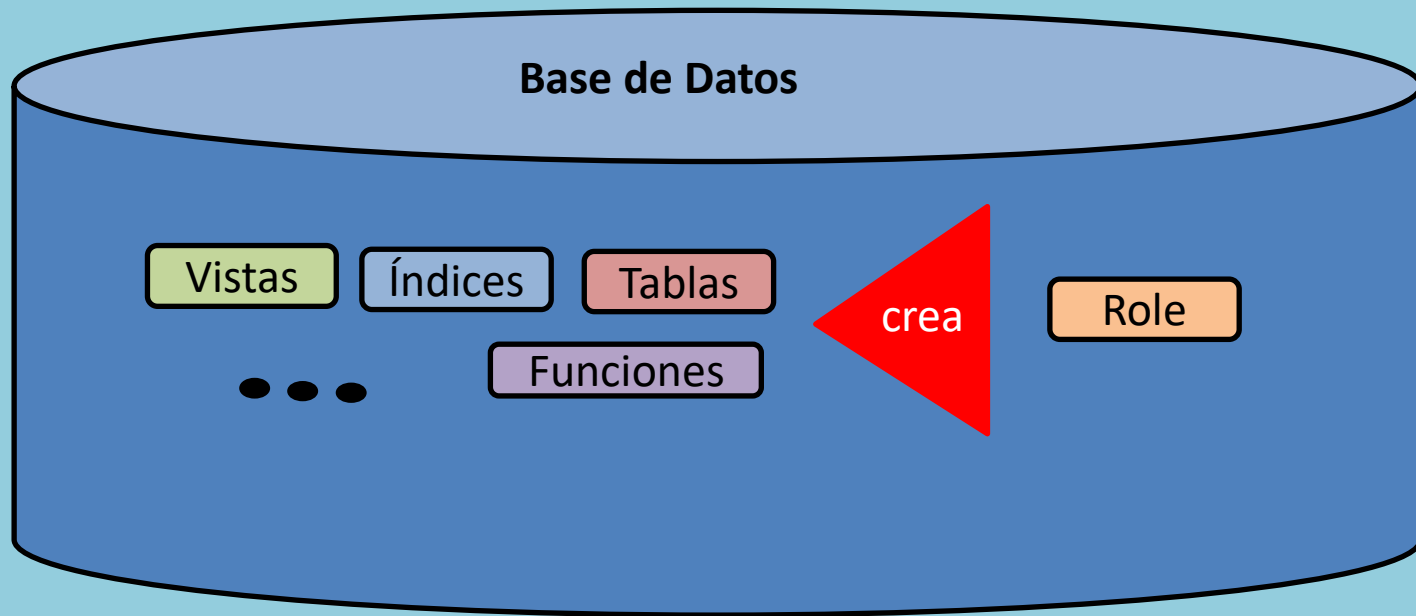 Base de Datos
Vistas
Índices
Tablas
crea
Role
Funciones